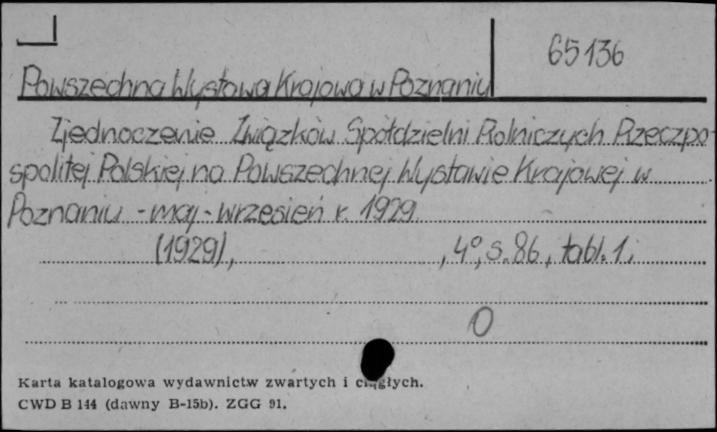 65136
Powszechna Wystawa Krajowa w Poznaniu
Zjednoczenie Związków Spółdzielni Rolniczych Rzeczpo-
spolitej Polskiej na Powszechnej Wystawie Krajowej w
Poznaniu - maj - wrzesień r. 1929
(1929), , 4°, s. 86, tabl. 1.
O
Karta katalogowa wydawnictw zwartych i ciągłych.
CWD B 144 (dawny B-15b). ZGG 91.